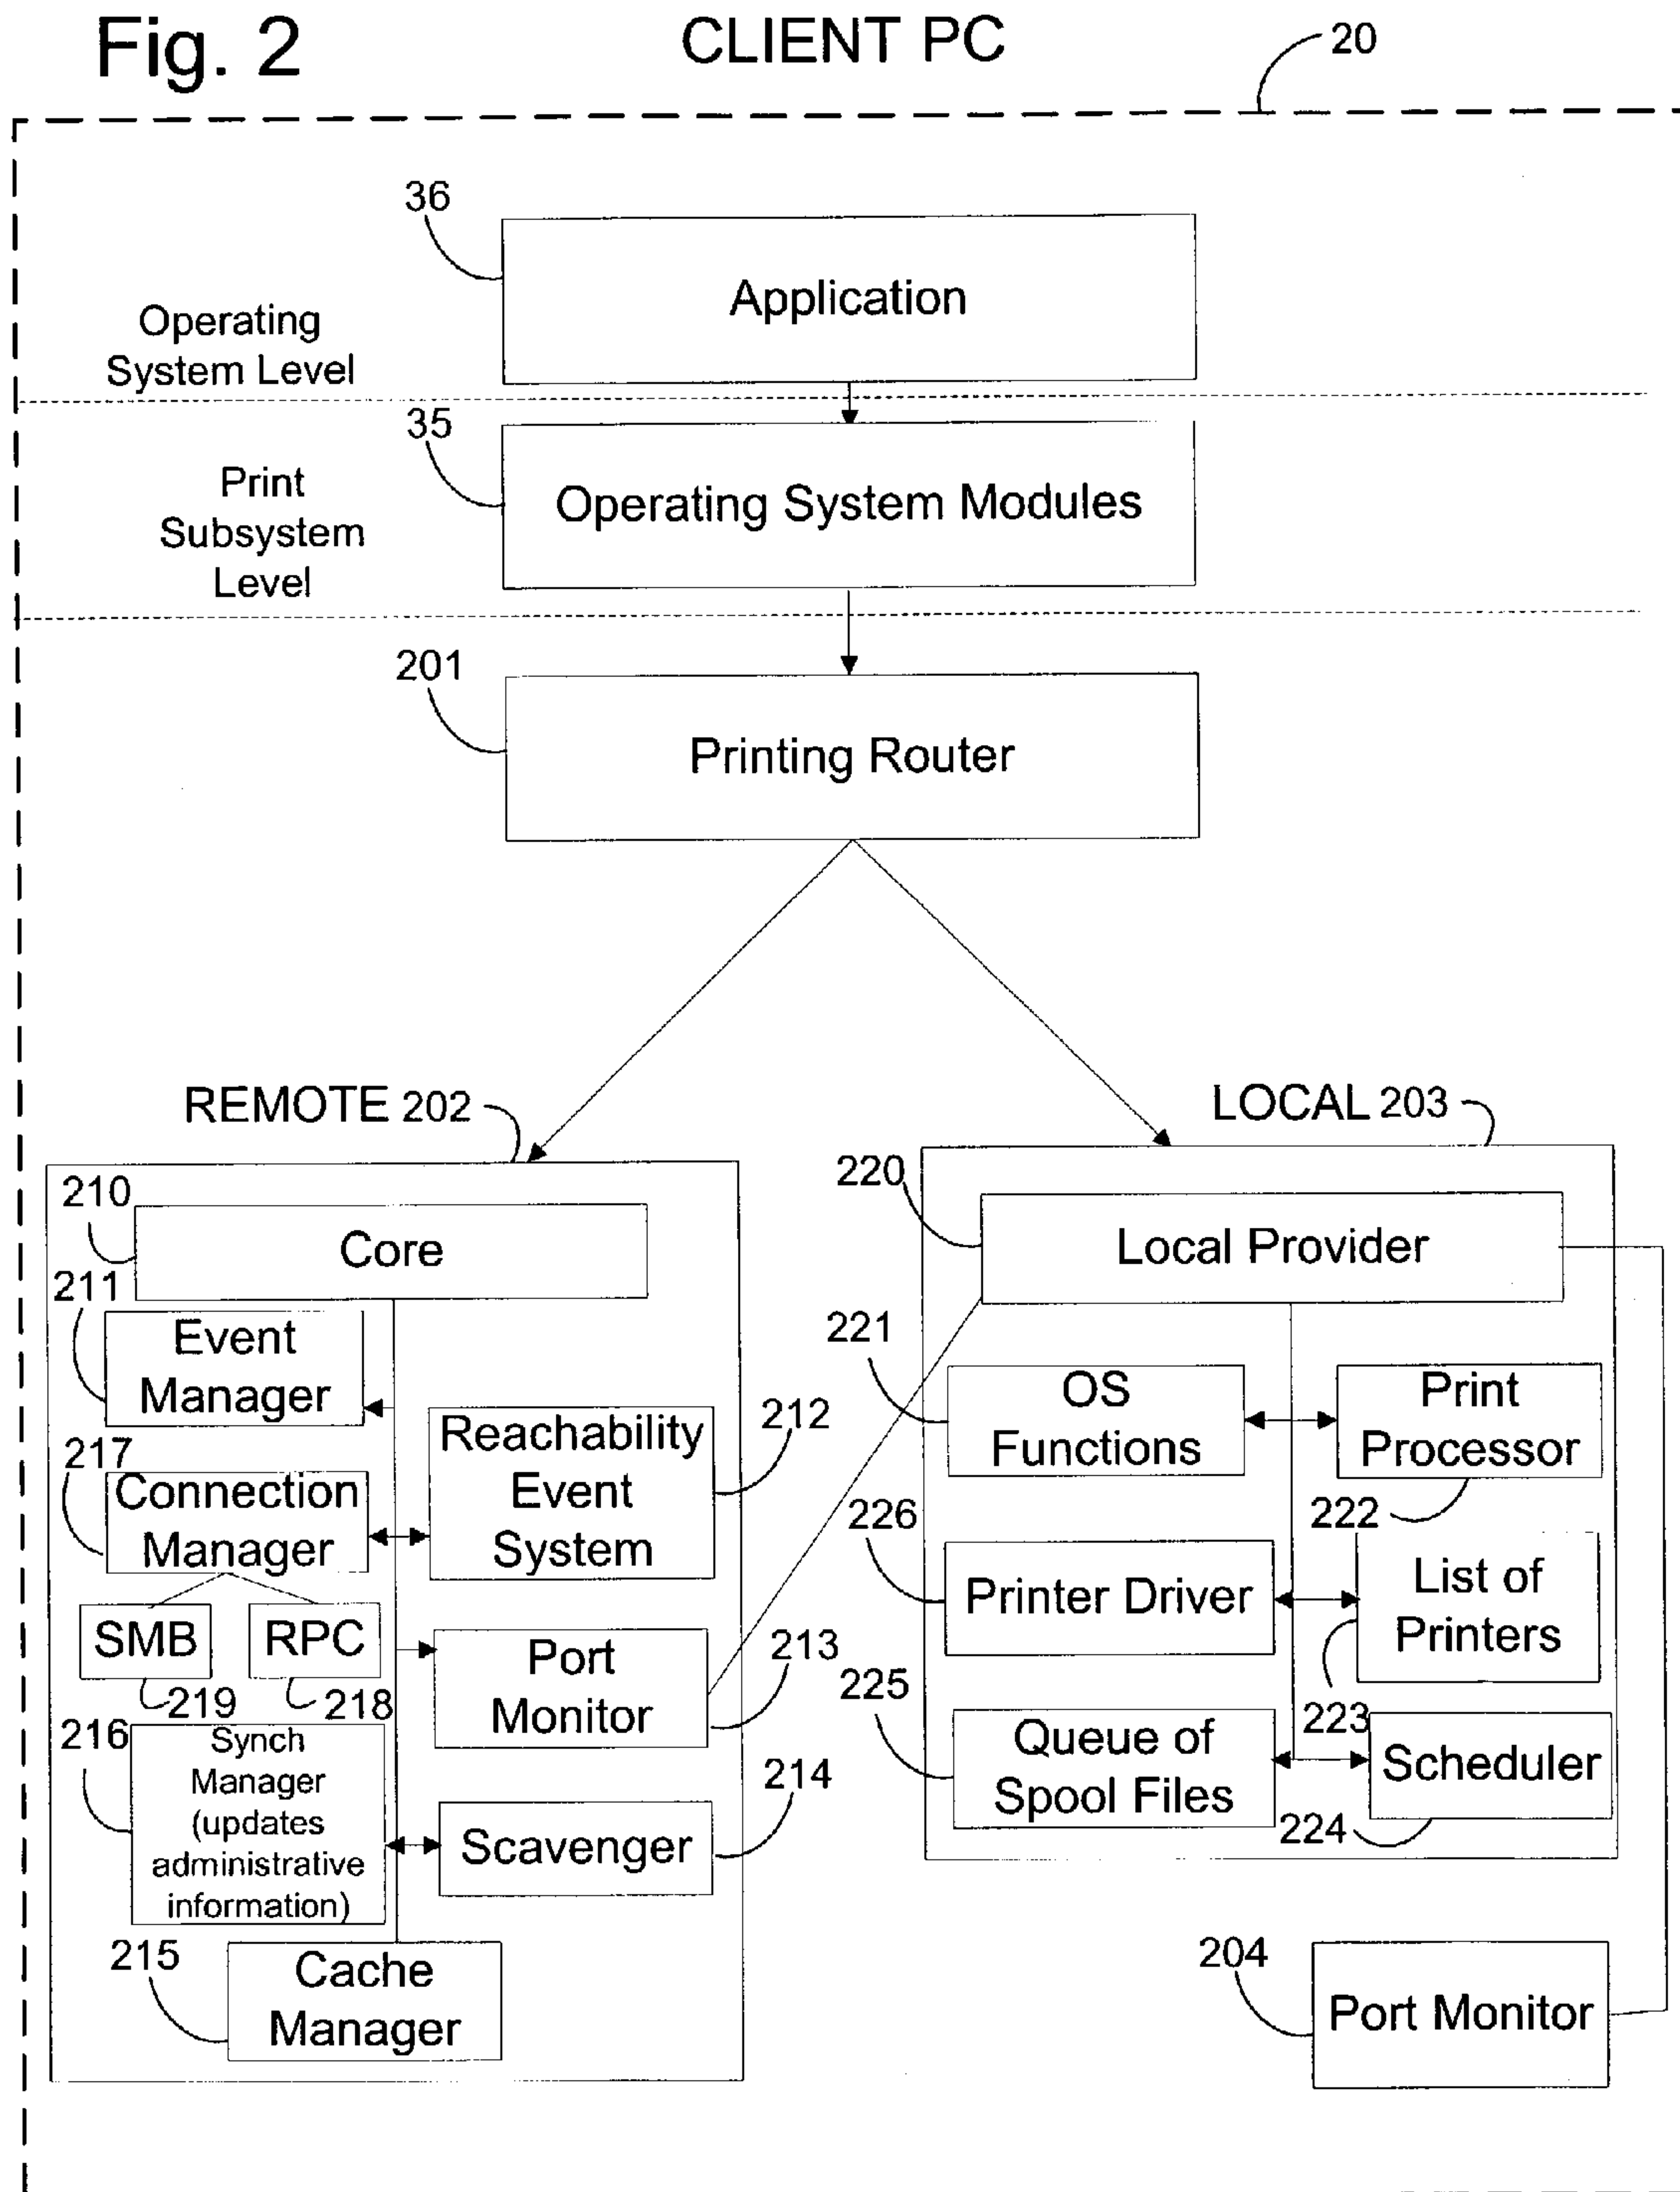 Fig. 2
CLIENT PC
20
36
Application
Operating
System Level
35
Operating System Modules
Print
Subsystem
Level
201
Printing Router
REMOTE 202
LOCAL 203
210
Core
220
Local Provider
211
Event
Manager
221
OS
Functions
Print
Processor
222
Reachability
Event
System
212
217
Connection
Manager
226
Printer Driver
List of
Printers
223
SMB
RPC
219
218
Port
Monitor
213
225
Queue of
Spool Files
Scheduler
224
216
Synch
Manager
(updates
administrative
information)
Scavenger
214
215
Cache
Manager
204
Port Monitor